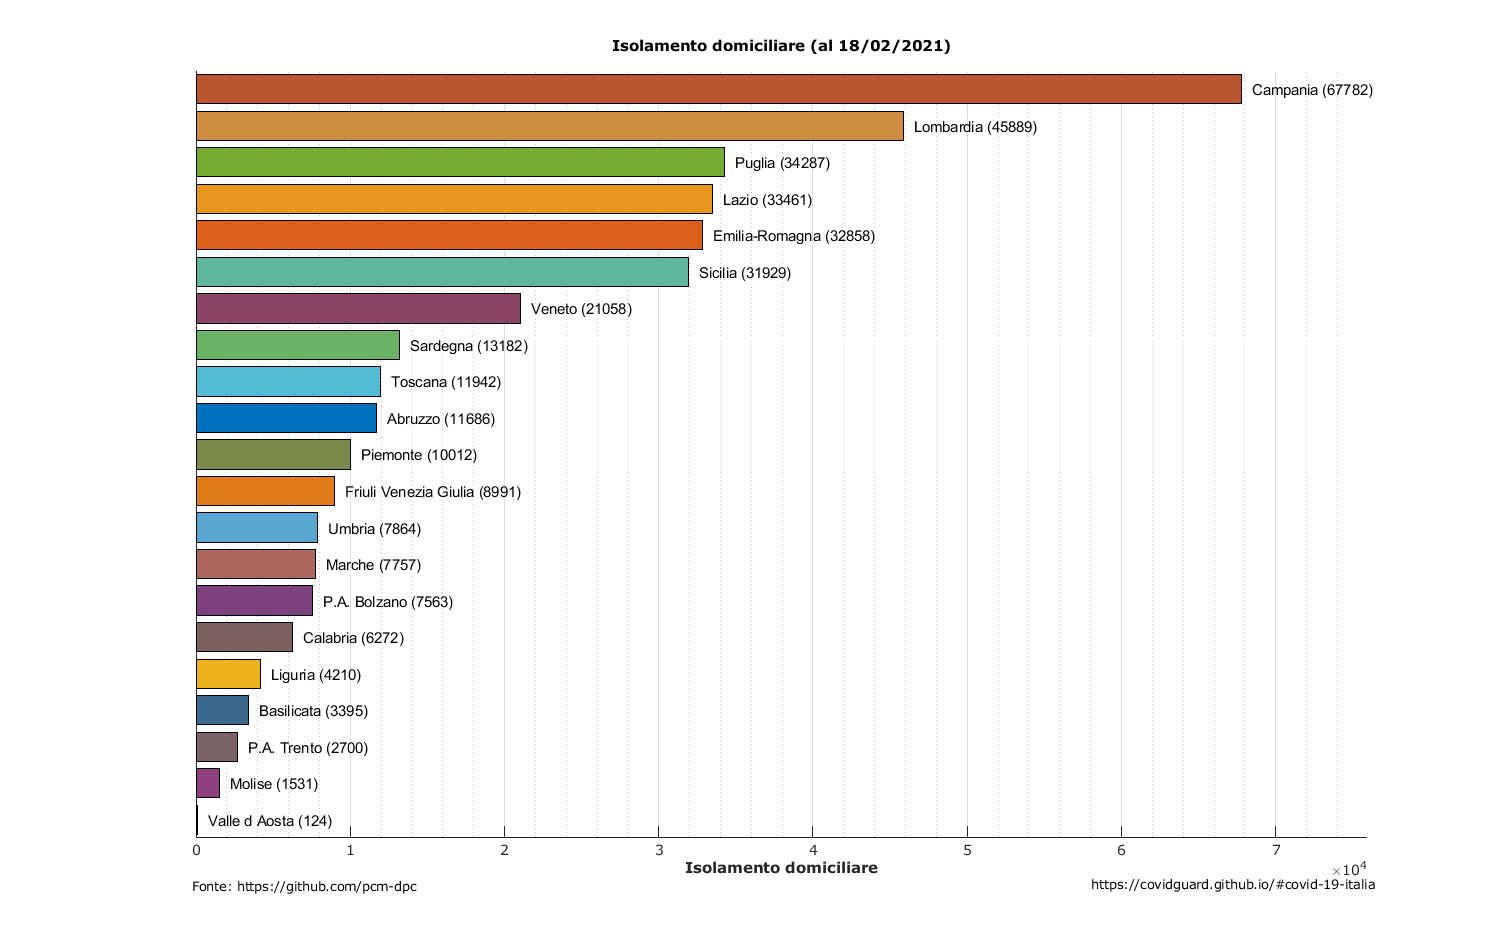 Isolamento domiciliare (al 18/02/2021)
Campania (67782)
Lombardia (45889)
Puglia (34287)
Lazio (33461)
Emilia-Romagna (32858)
Sicilia (31929)
Veneto (21058)
Sardegna (13182)
Toscana (11942)
Abruzzo (11686)
Piemonte (10012)
Friuli Venezia Giulia (8991)
Umbria (7864)
Marche (7757)
P.A. Bolzano (7563)
Calabria (6272)
Liguria (4210)
Basilicata (3395)
P.A. Trento (2700)
Molise (1531)
Valle d Aosta (124)
0 1 2 3 4 5 6 7
×10⁴
Isolamento domiciliare
Fonte: https://github.com/pcm-dpc
https://covidguard.github.io/#covid-19-italia